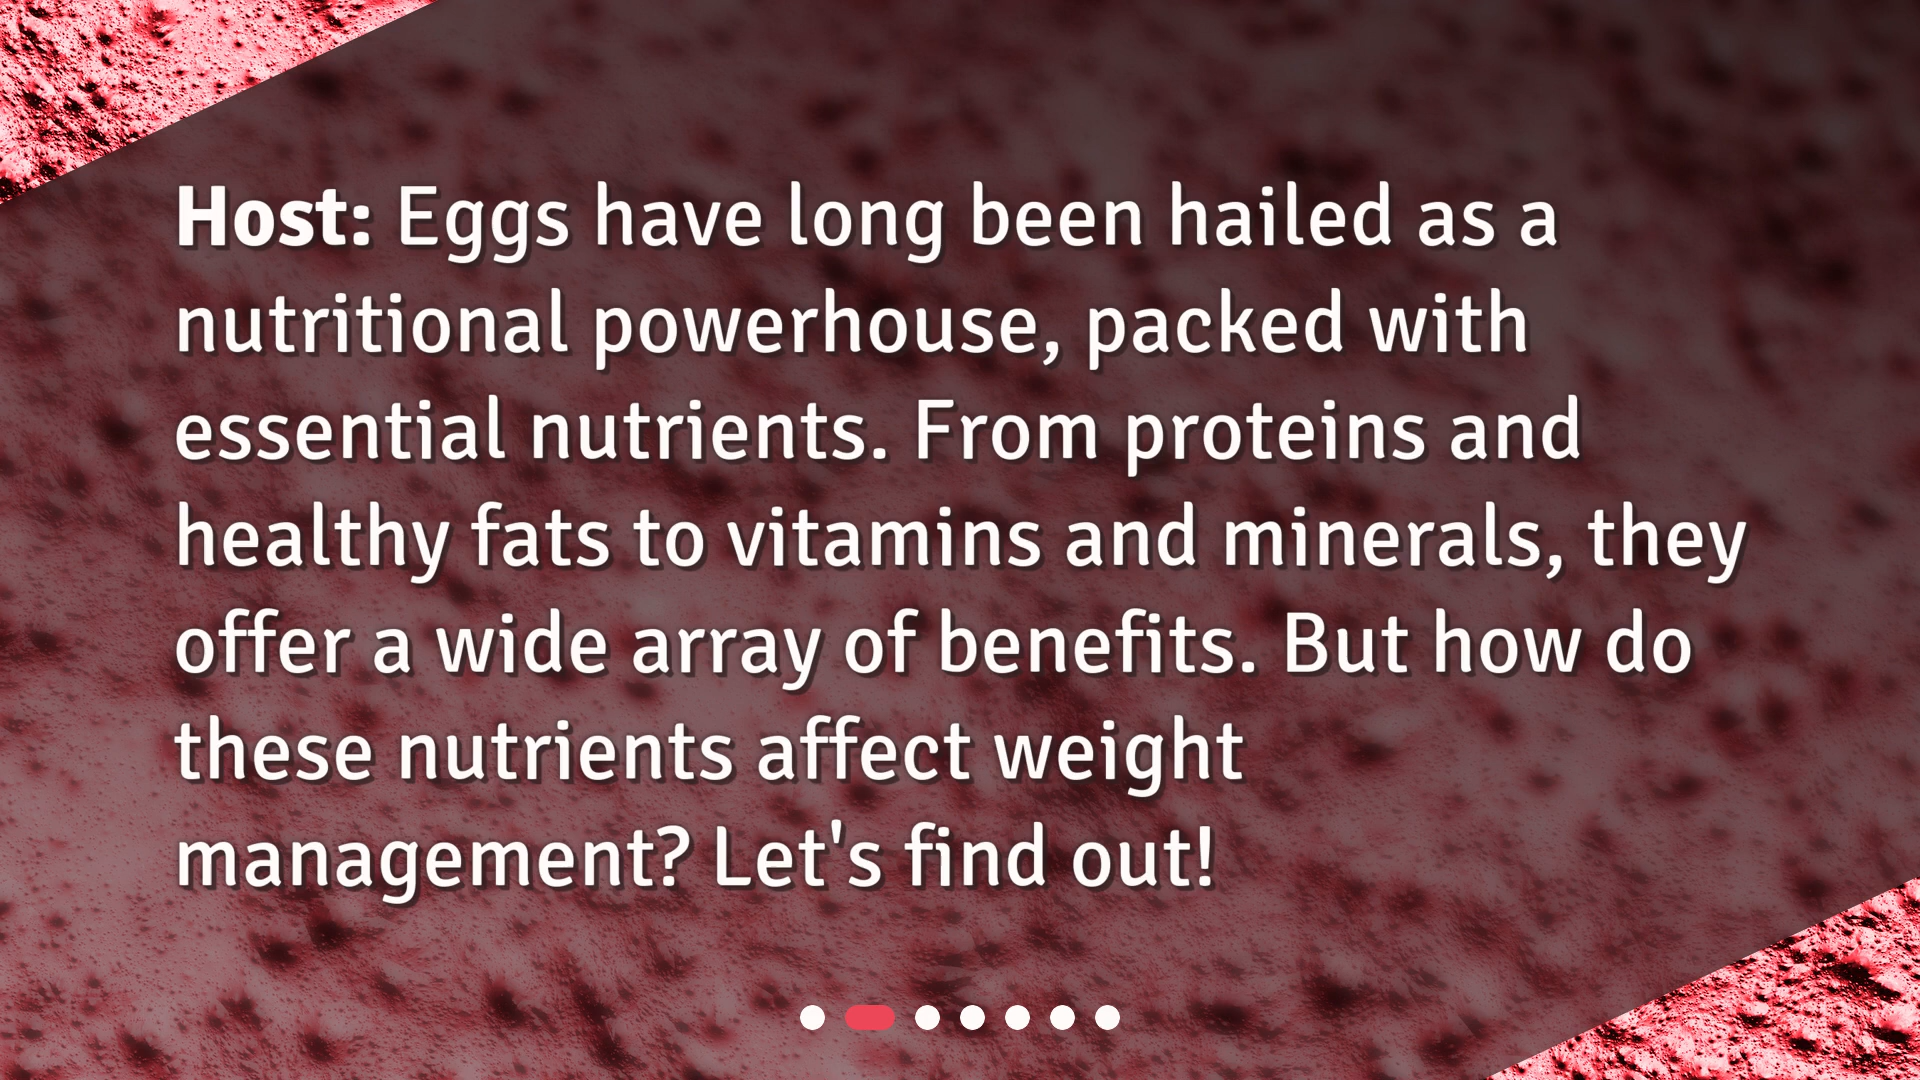 Host: Eggs have long been hailed as a
nutritional powerhouse, packed with
essential nutrients. From proteins and
healthy fats to vitamins and minerals, they
offer a wide array of benefits. But how do
these nutrients affect weight
management? Let's find out!